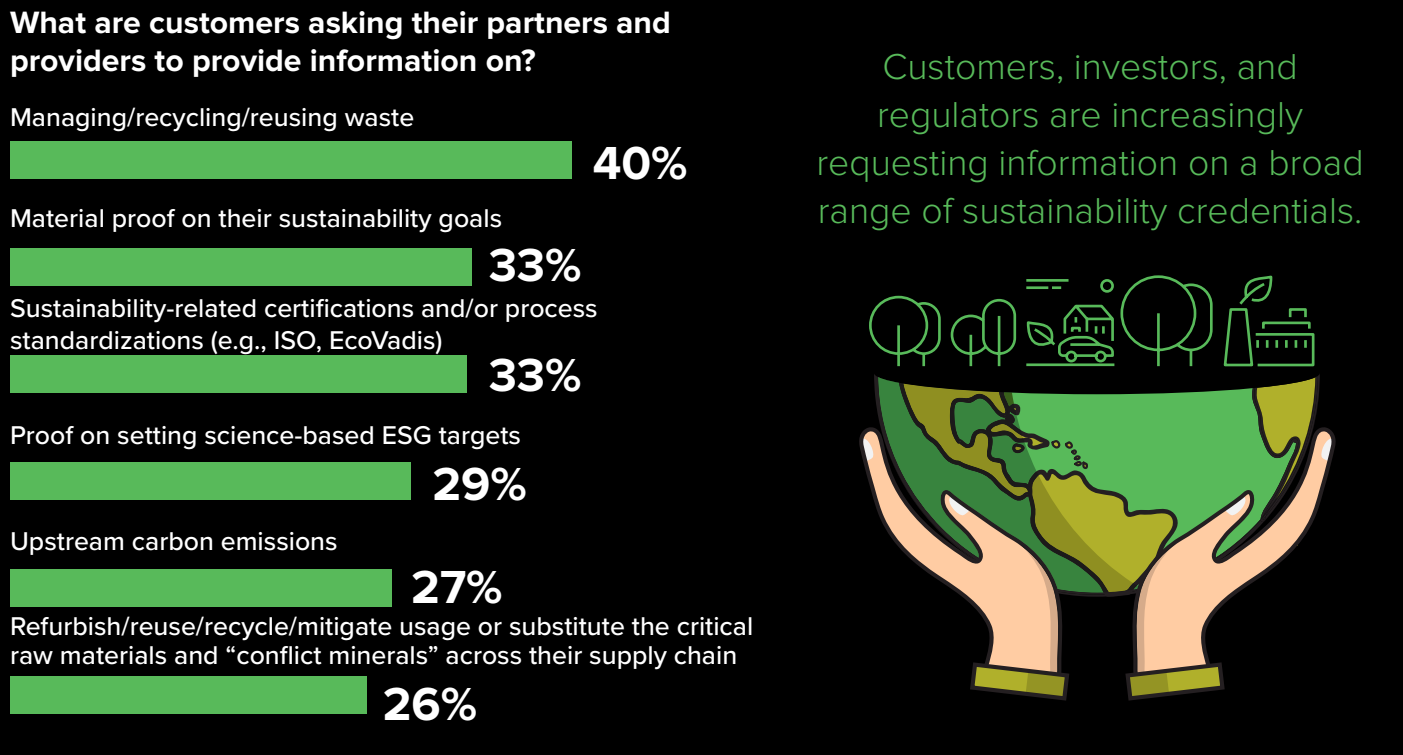 What are customers asking their partners and
providers to provide information on?
Managing/recycling/reusing waste
40%
Material proof on their sustainability goals
33%
Sustainability-related certifications and/or process
standardizations (e.g., ISO, EcoVadis)
33%
Proof on setting science-based ESG targets
29%
Upstream carbon emissions
27%
Refurbish/reuse/recycle/mitigate usage or substitute the critical
raw materials and “conflict minerals” across their supply chain
26%
Customers, investors, and
regulators are increasingly
requesting information on a broad
range of sustainability credentials.